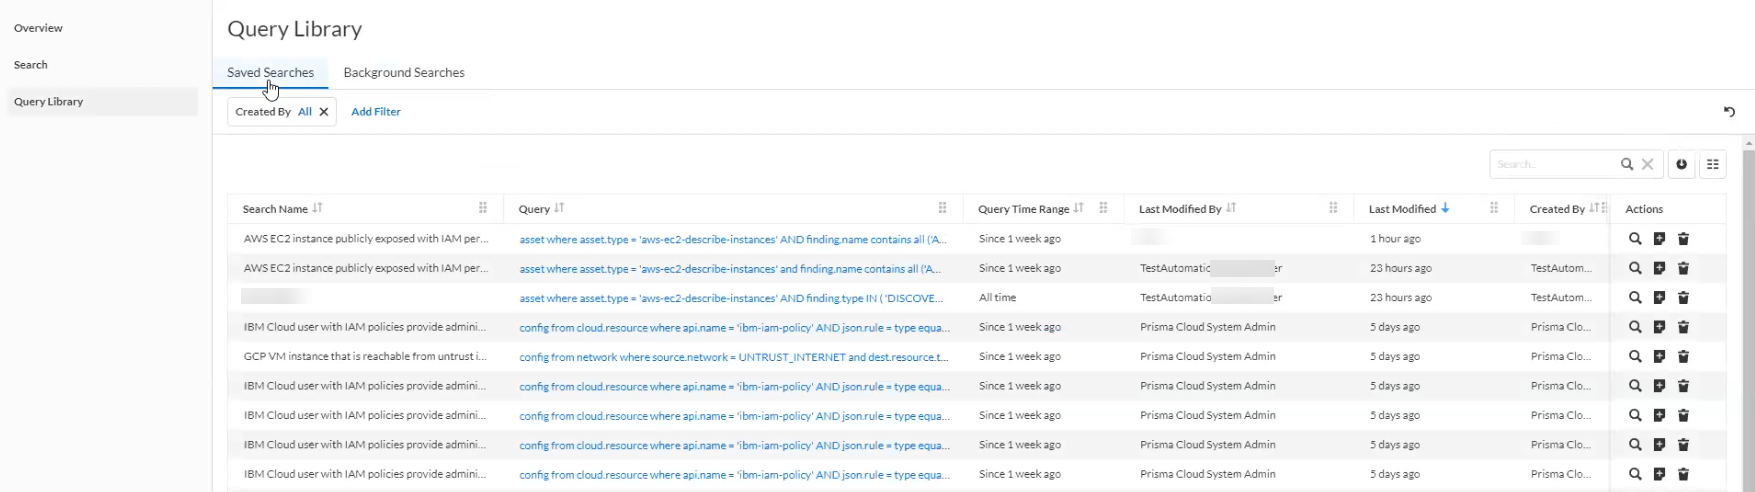 Overview
Search
Query Library
Query Library
Saved Searches Background Searches
Created By All Add Filter
Search...
Search Name Query Query Time Range Last Modified By Last Modified Created By Actions
AWS EC2 instance publicly exposed with IAM per... asset where asset.type = 'aws-ec2-describe-instances' AND finding.name contains all ('A... Since 1 week ago 1 hour ago
AWS EC2 instance publicly exposed with IAM per... asset where asset.type = 'aws-ec2-describe-instances' and finding.name contains all ('A... Since 1 week ago TestAutomatic er 23 hours ago TestAutom...
asset where asset.type = 'aws-ec2-describe-instances' AND finding.type IN ( 'DISCOVE... All time TestAutomatic er 23 hours ago TestAutom...
IBM Cloud user with IAM policies provide admini... config from cloud.resource where api.name = 'ibm-iam-policy' AND json.rule = type equa... Since 1 week ago Prisma Cloud System Admin 5 days ago Prisma Clo...
GCP VM instance that is reachable from untrust i... config from network where source.network = UNTRUST_INTERNET and dest.resource.t... Since 1 week ago Prisma Cloud System Admin 5 days ago Prisma Clo...
IBM Cloud user with IAM policies provide admini... config from cloud.resource where api.name = 'ibm-iam-policy' AND json.rule = type equa... Since 1 week ago Prisma Cloud System Admin 5 days ago Prisma Clo...
IBM Cloud user with IAM policies provide admini... config from cloud.resource where api.name = 'ibm-iam-policy' AND json.rule = type equa... Since 1 week ago Prisma Cloud System Admin 5 days ago Prisma Clo...
IBM Cloud user with IAM policies provide admini... config from cloud.resource where api.name = 'ibm-iam-policy' AND json.rule = type equa... Since 1 week ago Prisma Cloud System Admin 5 days ago Prisma Clo...
IBM Cloud user with IAM policies provide admini... config from cloud.resource where api.name = 'ibm-iam-policy' AND json.rule = type equa... Since 1 week ago Prisma Cloud System Admin 5 days ago Prisma Clo...